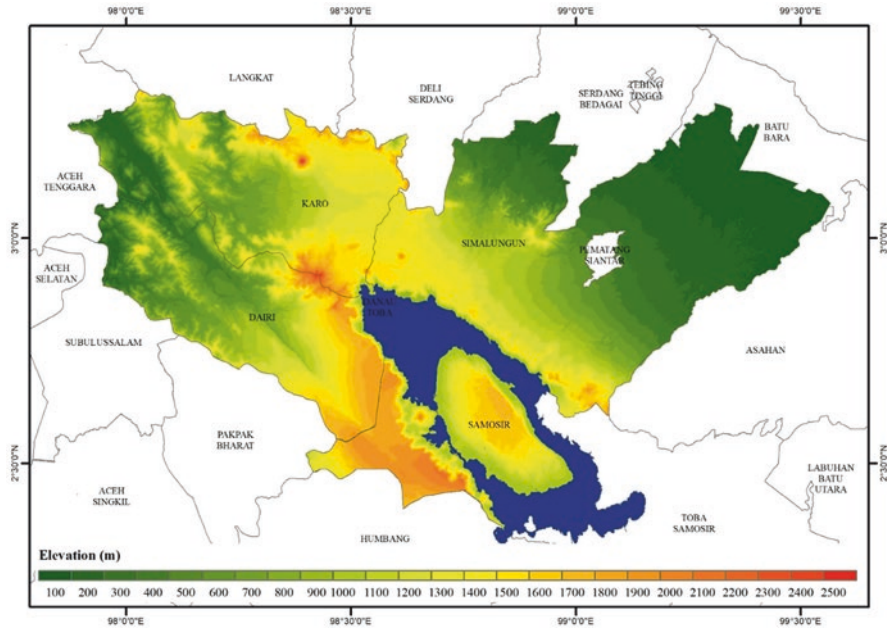 98°0'0"E 98°30'0"E 99°0'0"E 99°30'0"E
LANGKAT
DELI
SERDANG
SERDANG
BEDAGAI
TEBING
TINGGI
BATU
BARA
ACEH
TENGGARA
KARO
3°0'0"N
SIMALUNGUN
PEMATANG
SIANTAR
3°0'0"N
ACEH
SELATAN
DANAU
TOBA
DAIRI
SUBULUSSALAM
ASAHAN
SAMOSIR
PAKPAK
BHARAT
2°30'0"N
2°30'0"N
LABUHAN
BATU
UTARA
ACEH
SINGKIL
TOBA
SAMOSIR
HUMBANG
Elevation (m)
100 200 300 400 600 700 800 900 1000 1100 1200 1300 1400 1500 1600 1700 1800 1900 2000 2100 2200 2300 2400 2500
98°0'0"E 98°30'0"E 99°0'0"E 99°30'0"E